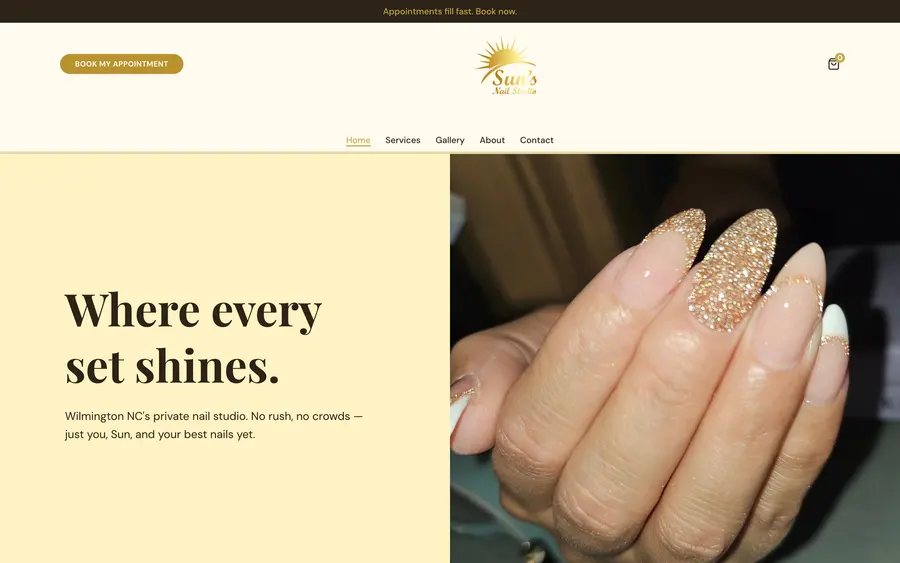 Appointments fill fast. Book now.
BOOK MY APPOINTMENT
Sun's
Nail Studio
0
Home Services Gallery About Contact
Where every
set shines.
Wilmington NC's private nail studio. No rush, no crowds —
just you, Sun, and your best nails yet.